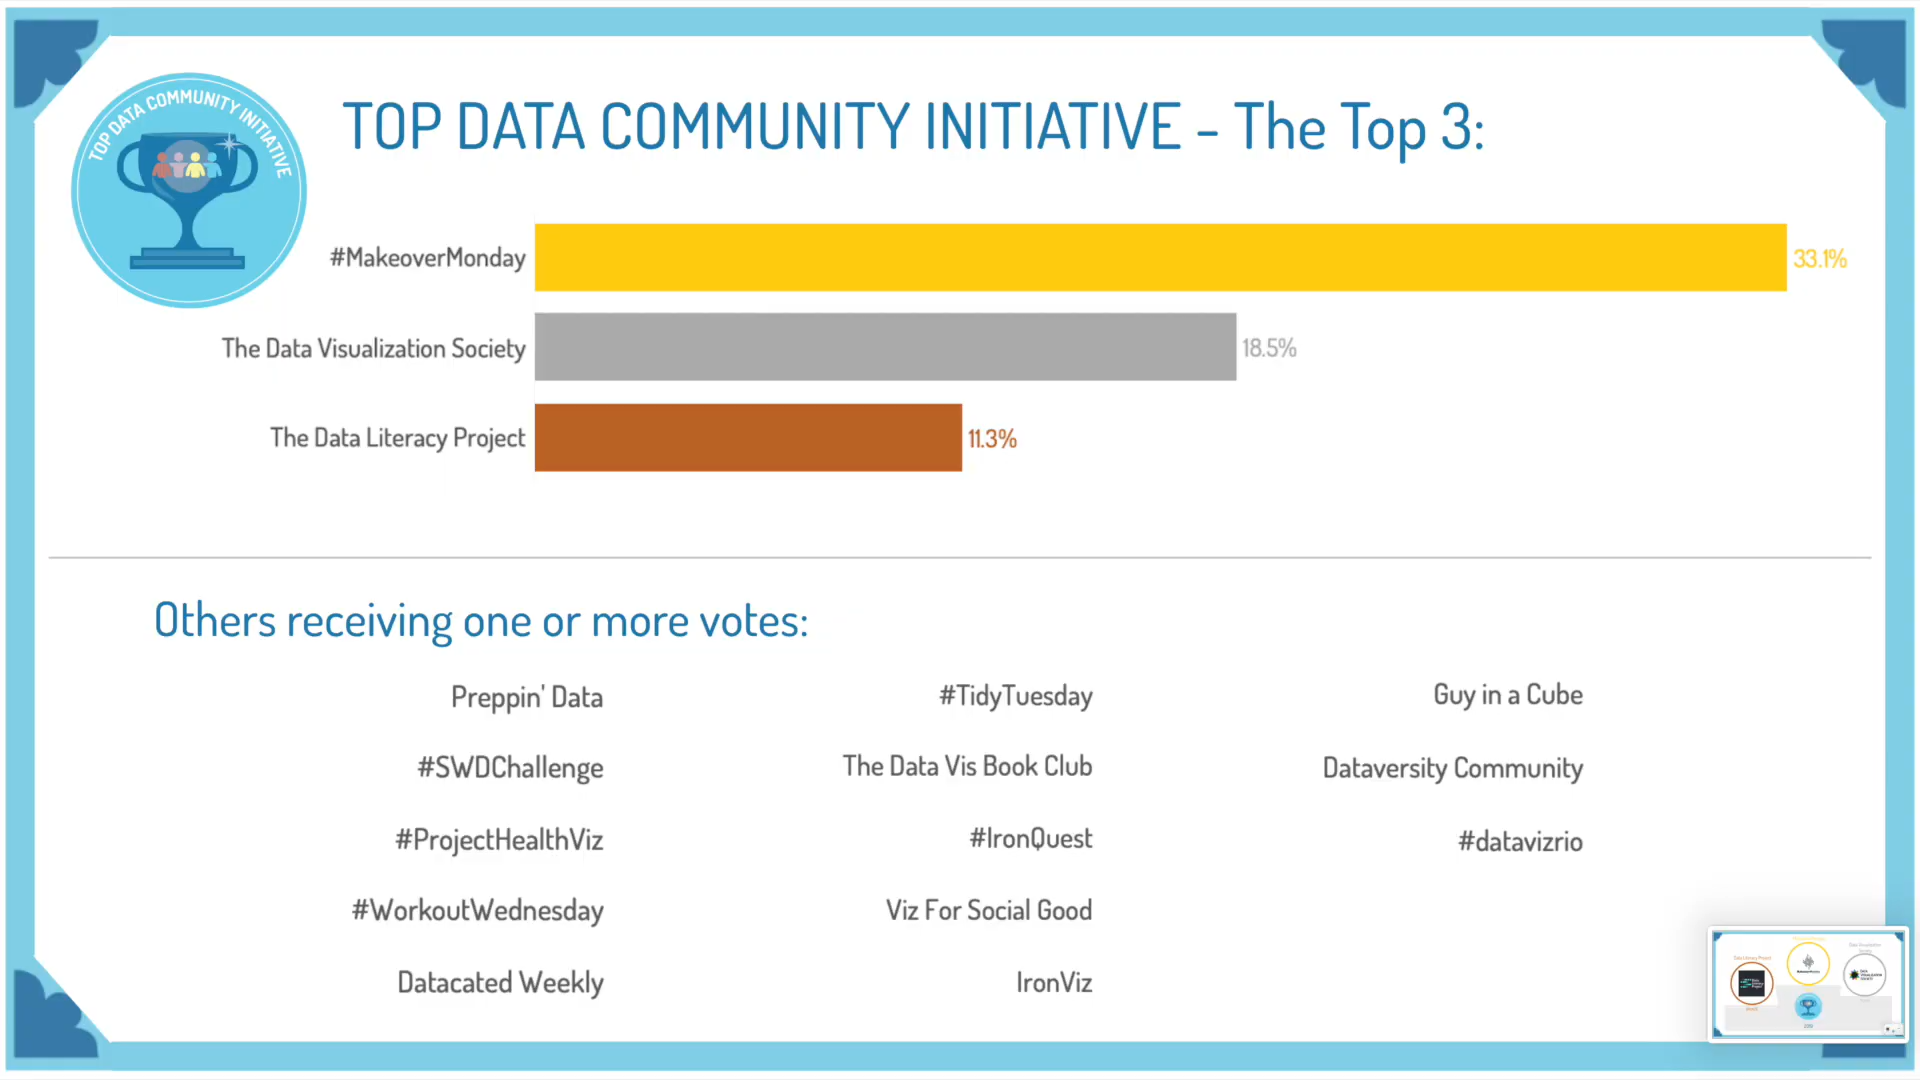 TOP DATA COMMUNITY INITIATIVE
TOP DATA COMMUNITY INITIATIVE - The Top 3:
#MakeoverMonday
33.1%
The Data Visualization Society
18.5%
The Data Literacy Project
11.3%
Others receiving one or more votes:
Preppin' Data
#SWDChallenge
#ProjectHealthViz
#WorkoutWednesday
Datacated Weekly
#TidyTuesday
The Data Vis Book Club
#IronQuest
Viz For Social Good
IronViz
Guy in a Cube
Dataversity Community
#datavizrio